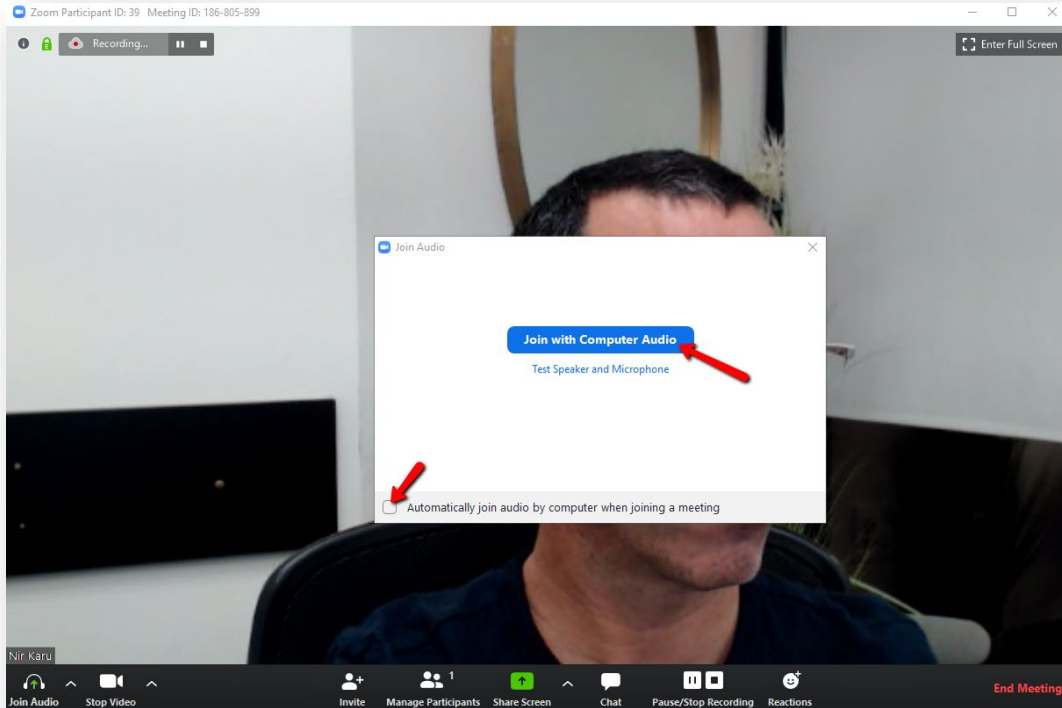 Zoom Participant ID: 39 Meeting ID: 186-805-899
Recording...
Enter Full Screen
Join Audio
Join with Computer Audio
Test Speaker and Microphone
Automatically join audio by computer when joining a meeting
Nir Karu
1
Join Audio Stop Video Invite Manage Participants Share Screen Chat Pause/Stop Recording Reactions End Meeting